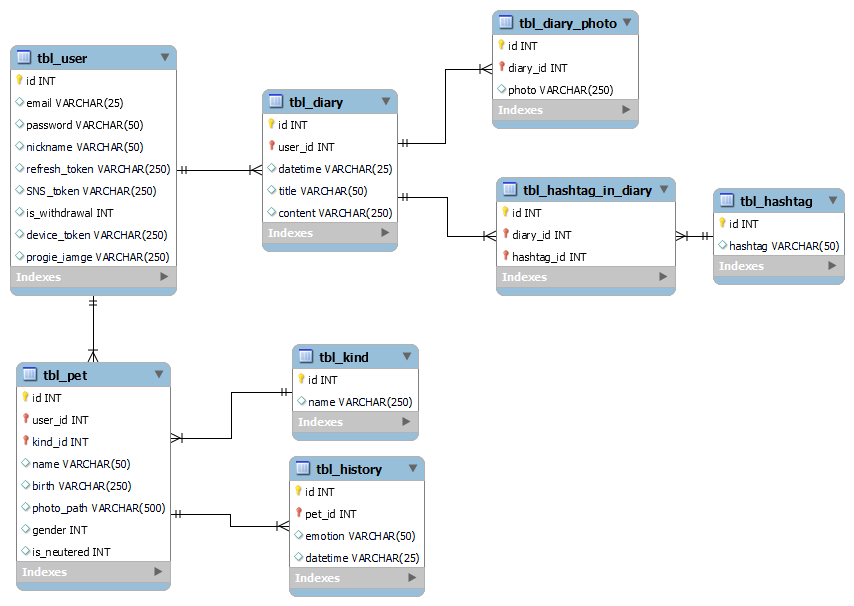 tbl_user
id INT
email VARCHAR(25)
password VARCHAR(50)
nickname VARCHAR(50)
refresh_token VARCHAR(250)
SNS_token VARCHAR(250)
is_withdrawal INT
device_token VARCHAR(250)
progie_iamge VARCHAR(250)
Indexes
tbl_diary
id INT
user_id INT
datetime VARCHAR(25)
title VARCHAR(50)
content VARCHAR(250)
Indexes
tbl_diary_photo
id INT
diary_id INT
photo VARCHAR(250)
Indexes
tbl_hashtag_in_diary
id INT
diary_id INT
hashtag_id INT
Indexes
tbl_hashtag
id INT
hashtag VARCHAR(50)
Indexes
tbl_pet
id INT
user_id INT
kind_id INT
name VARCHAR(50)
birth VARCHAR(250)
photo_path VARCHAR(500)
gender INT
is_neutered INT
Indexes
tbl_kind
id INT
name VARCHAR(250)
Indexes
tbl_history
id INT
pet_id INT
emotion VARCHAR(50)
datetime VARCHAR(25)
Indexes